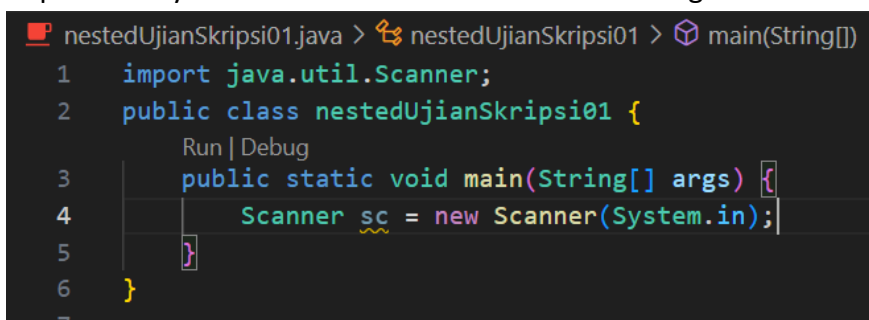 nestedUjianSkripsi01.java > nestedUjianSkripsi01 > main(String[])
1 import java.util.Scanner;
2 public class nestedUjianSkripsi01 {
Run | Debug
3 public static void main(String[] args) {
4 Scanner sc = new Scanner(System.in);
5 }
6 }